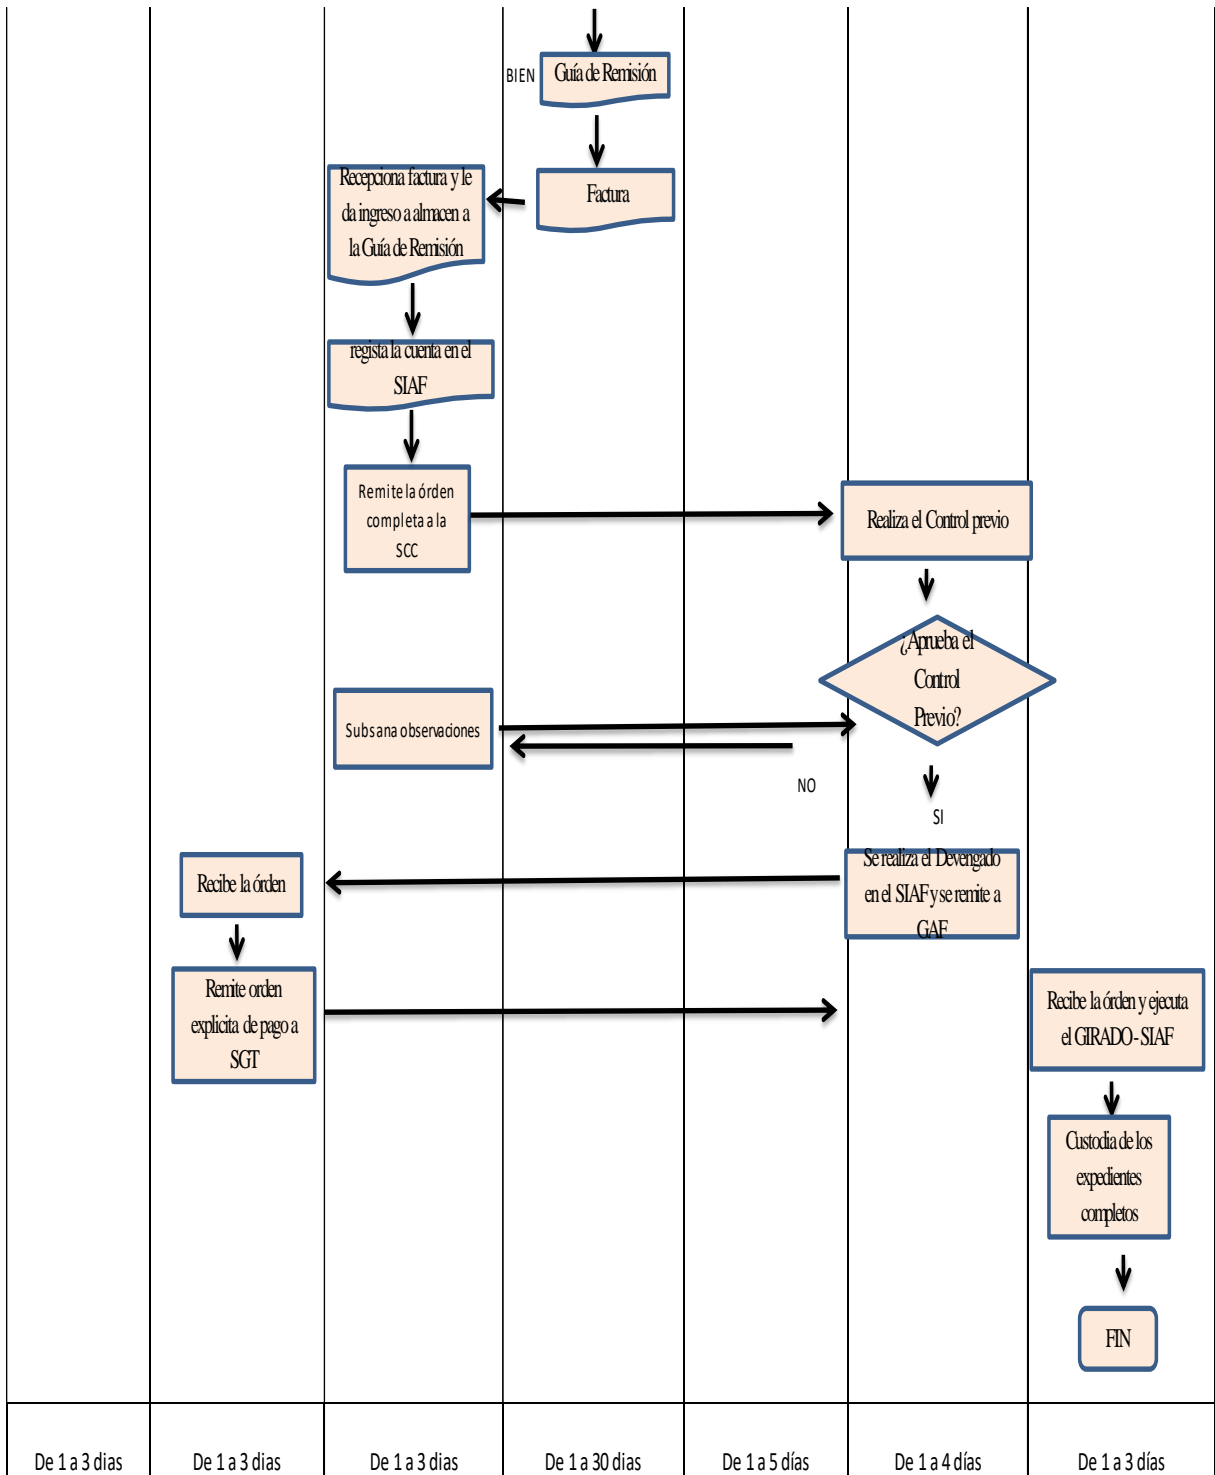 BIEN
Guía de Remisión
Factura
Recepciona factura y le
da ingreso a almacen a
la Guía de Remisión
regista la cuenta en el
SIAF
Remite la órden
completa a la
SCC
Realiza el Control previo
¿Aprueba el
Control
Previo?
Subsana observaciones
NO
SI
Se realiza el Devengado
en el SIAF y se remite a
GAF
Recibe la órden
Remite orden
explicita de pago a
SGT
Recibe la órden y ejecuta
el GIRADO - SIAF
Custodia de los
expedientes
completos
FIN
De 1 a 3 dias
De 1 a 3 dias
De 1 a 3 dias
De 1 a 30 dias
De 1 a 5 días
De 1 a 4 días
De 1 a 3 días